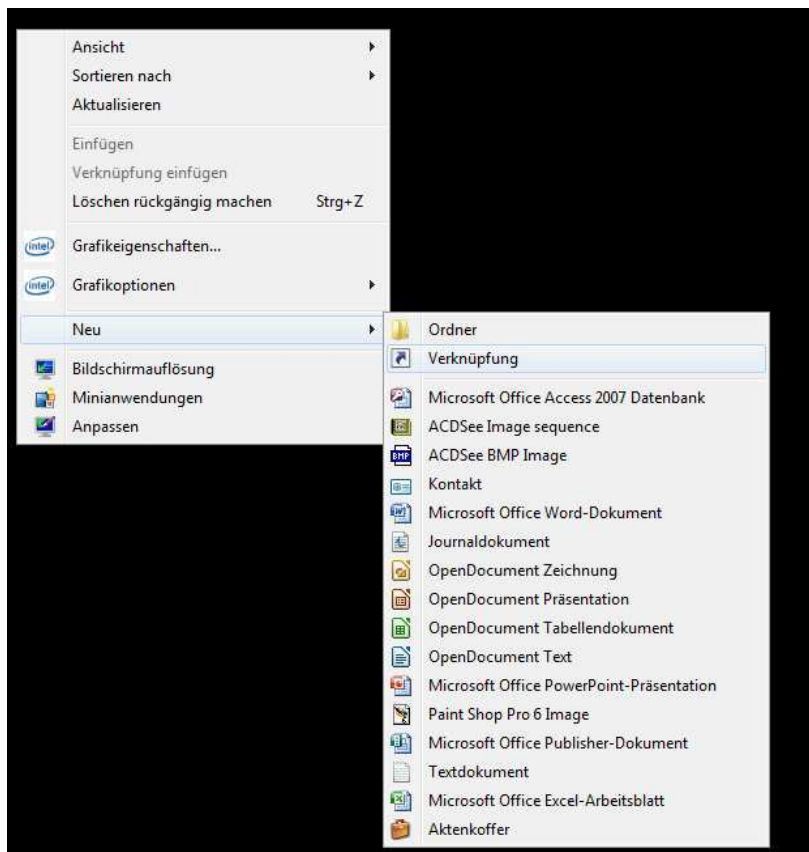 Ansicht
Sortieren nach
Aktualisieren
Einfügen
Verknüpfung einfügen
Löschen rückgängig machen Strg+Z
intel Grafikeigenschaften...
intel Grafikoptionen
Neu
Bildschirmauflösung
Minianwendungen
Anpassen
Ordner
Verknüpfung
Microsoft Office Access 2007 Datenbank
ACDSee Image sequence
BMP ACDSee BMP Image
Kontakt
Microsoft Office Word-Dokument
Journaldokument
OpenDocument Zeichnung
OpenDocument Präsentation
OpenDocument Tabellendokument
OpenDocument Text
Microsoft Office PowerPoint-Präsentation
Paint Shop Pro 6 Image
Microsoft Office Publisher-Dokument
Textdokument
Microsoft Office Excel-Arbeitsblatt
Aktenkoffer